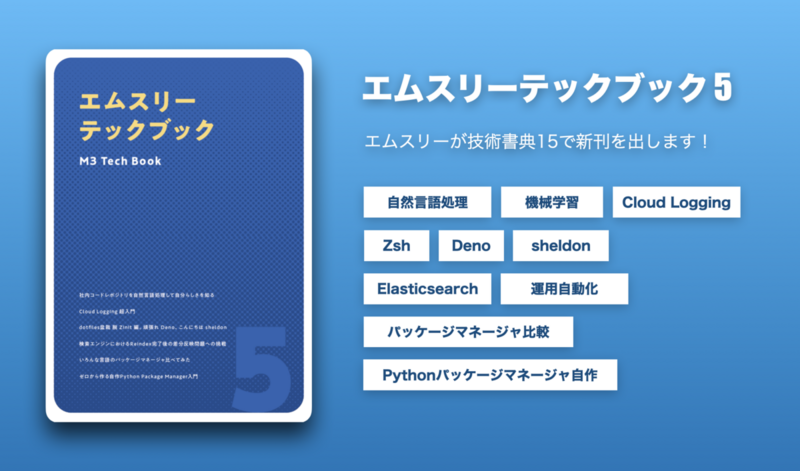 エムスリー
テックブック
M3 Tech Book
社内コードレポジトリを自然言語処理して自分らしさを知る
Cloud Logging 超入門
dotfiles盆栽 脱 Zinit 編。頑張れ Deno、こんにちは sheldon
検索エンジンにおけるReindex完了後の差分反映問題への挑戦
いろんな言語のパッケージマネージャ比べてみた
ゼロから作る自作Python Package Manager入門
5
エムスリーテックブック 5
エムスリーが技術書典15で新刊を出します！
自然言語処理 機械学習 Cloud Logging
Zsh Deno sheldon
Elasticsearch 運用自動化
パッケージマネージャ比較
Pythonパッケージマネージャ自作